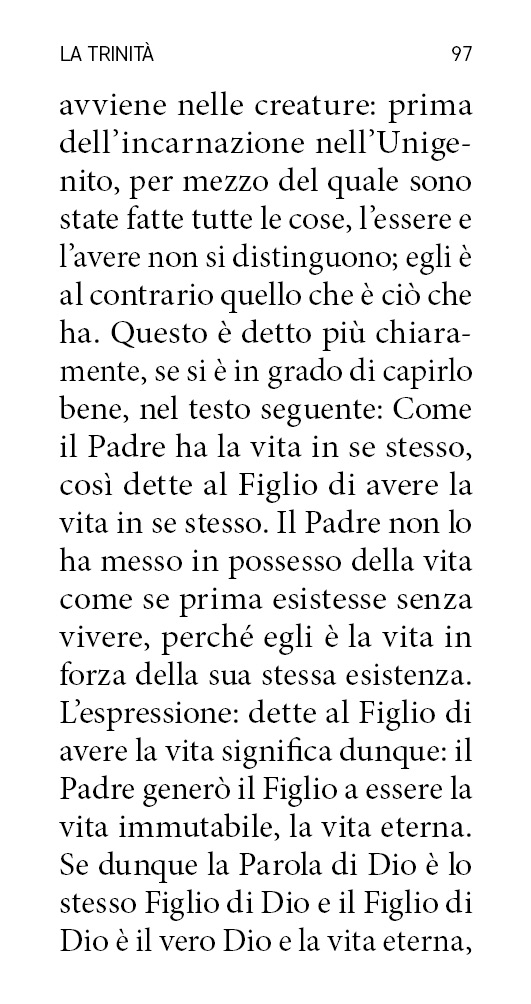 LA TRINITÀ 97
avviene nelle creature: prima
dell’incarnazione nell’Unige-
nito, per mezzo del quale sono
state fatte tutte le cose, l’essere e
l’avere non si distinguono; egli è
al contrario quello che è ciò che
ha. Questo è detto più chiara-
mente, se si è in grado di capirlo
bene, nel testo seguente: Come
il Padre ha la vita in se stesso,
così dette al Figlio di avere la
vita in se stesso. Il Padre non lo
ha messo in possesso della vita
come se prima esistesse senza
vivere, perché egli è la vita in
forza della sua stessa esistenza.
L’espressione: dette al Figlio di
avere la vita significa dunque: il
Padre generò il Figlio a essere la
vita immutabile, la vita eterna.
Se dunque la Parola di Dio è lo
stesso Figlio di Dio e il Figlio di
Dio è il vero Dio e la vita eterna,